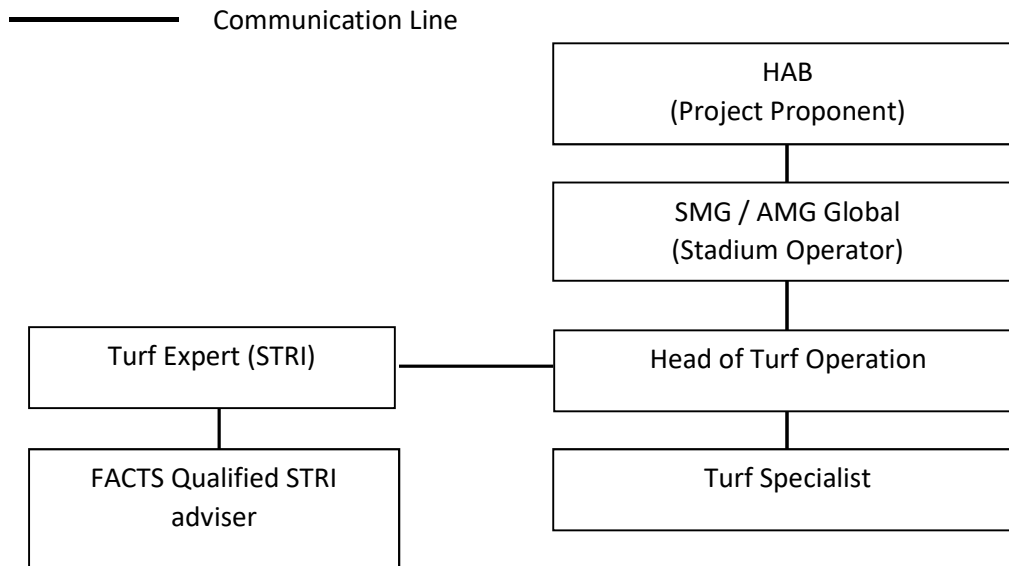 Communication Line
HAB
(Project Proponent)
SMG / AMG Global
(Stadium Operator)
Turf Expert (STRI)
Head of Turf Operation
FACTS Qualified STRI
adviser
Turf Specialist